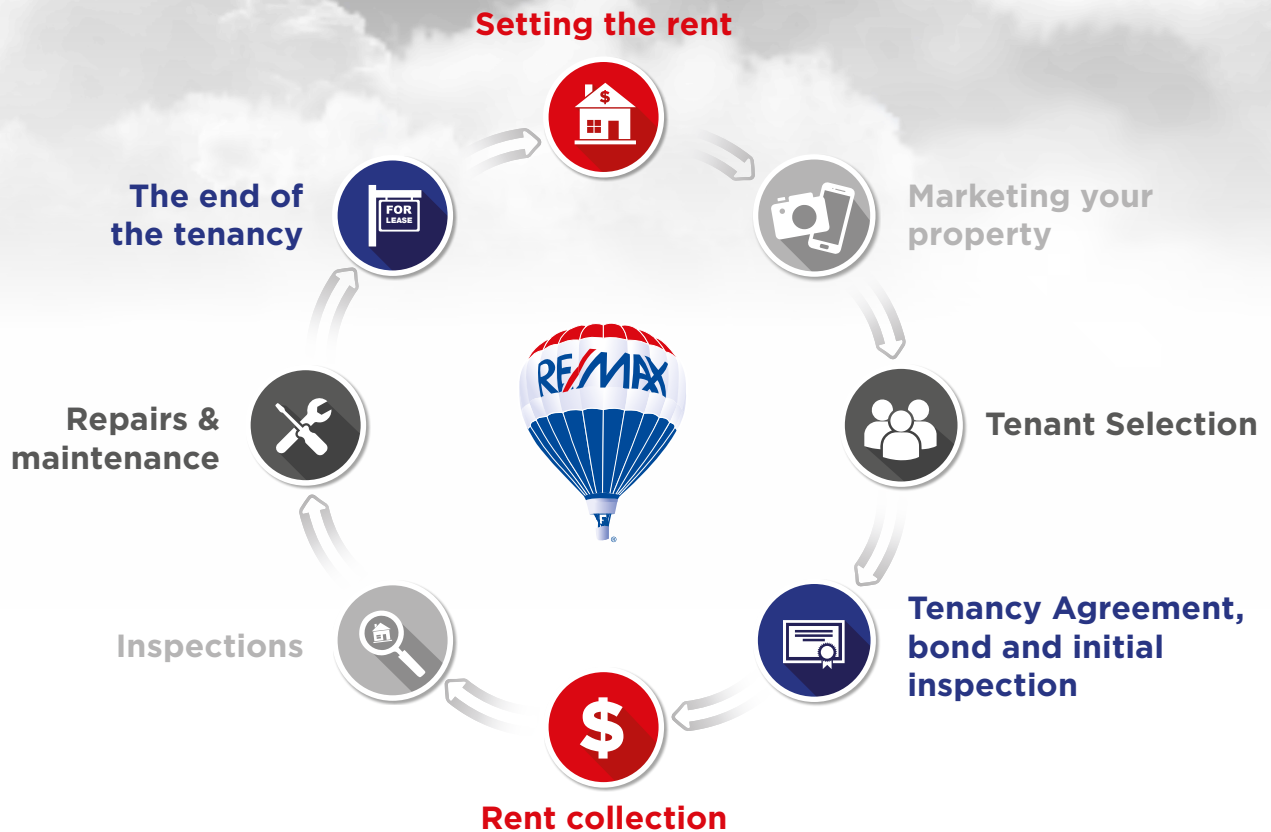 Setting the rent
$
Marketing your
property
Tenant Selection
Tenancy Agreement,
bond and initial
inspection
$
Rent collection
Inspections
Repairs &
maintenance
The end of
the tenancy
FOR
LEASE
RE/MAX
®